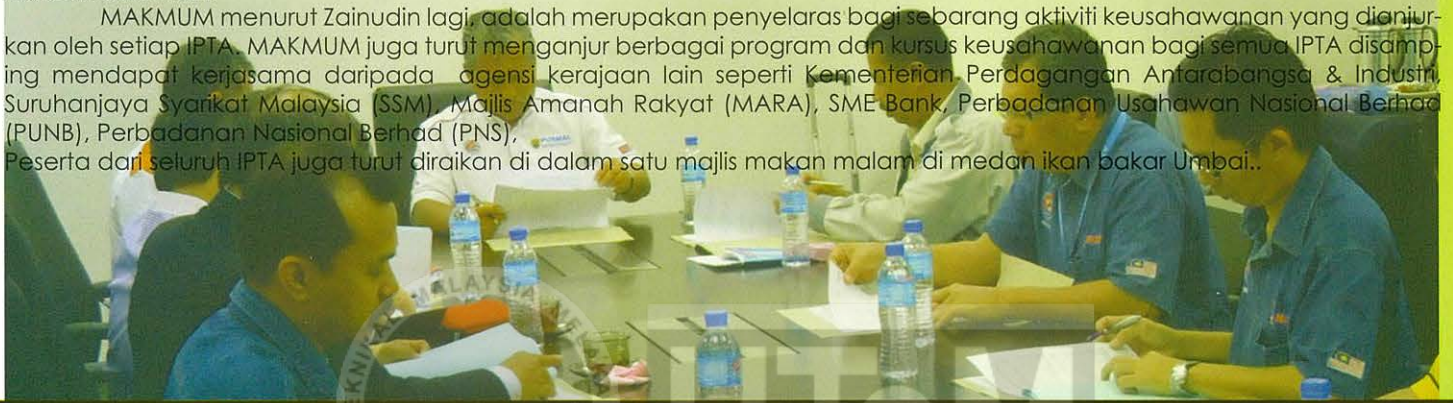 MAKMUM menurut Zainudin lagi, adalah merupakan penyelaras bagi sebarang aktiviti keusahawanan yang dianjur-
kan oleh setiap IPTA. MAKMUM juga turut menganjur berbagai program dan kursus keusahawanan bagi semua IPTA disamp-
ing mendapat kerjasama daripada agensi kerajaan lain seperti Kementerian Perdagangan Antarabangsa & Industri,
Suruhanjaya Syarikat Malaysia (SSM), Majlis Amanah Rakyat (MARA), SME Bank, Perbadanan Usahawan Nasional Berhad
(PUNB), Perbadanan Nasional Berhad (PNS),
Peserta dari seluruh IPTA juga turut diraikan di dalam satu majlis makan malam di medan ikan bakar Umbai..
TEKNIKAL MALAYSIA ME